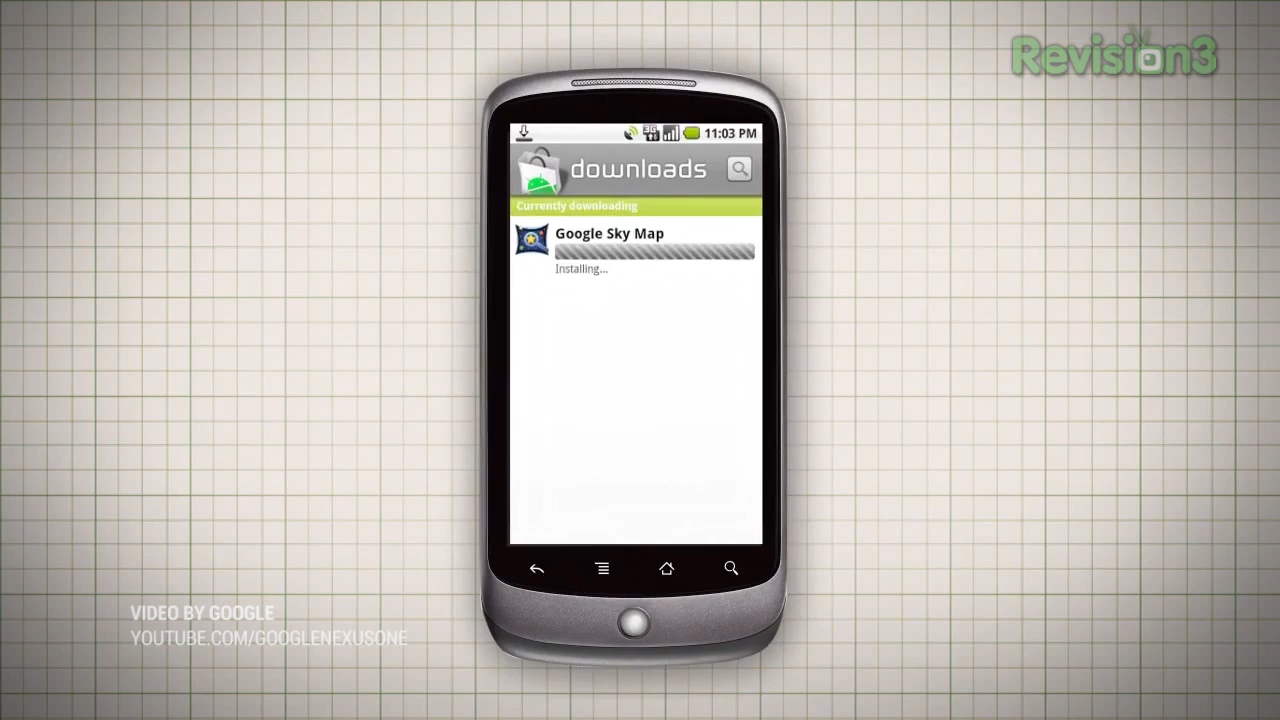 Revision3
11:03 PM
downloads
Currently downloading
Google Sky Map
Installing...
VIDEO BY GOOGLE
YOUTUBE.COM/GOOGLENEXUSONE